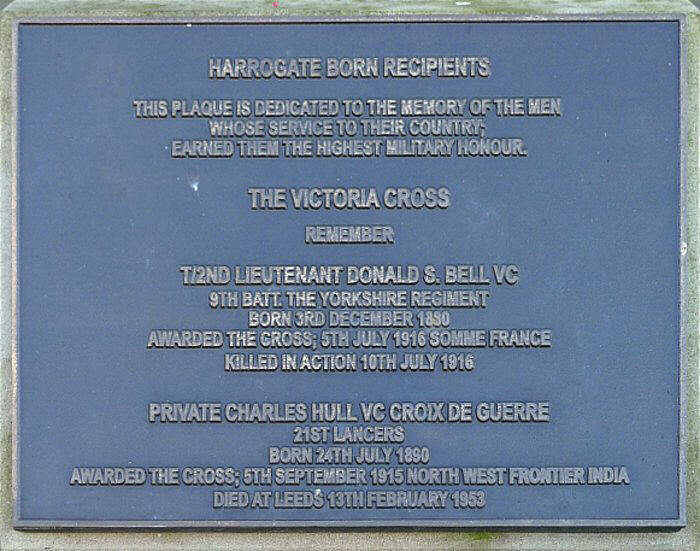 HARROGATE BORN RECIPIENTS
THIS PLAQUE IS DEDICATED TO THE MEMORY OF THE MEN
WHOSE SERVICE TO THEIR COUNTRY;
EARNED THEM THE HIGHEST MILITARY HONOUR.
THE VICTORIA CROSS
REMEMBER
T/2ND LIEUTENANT DONALD S. BELL VC
9TH BATT. THE YORKSHIRE REGIMENT
BORN 3RD DECEMBER 1890
AWARDED THE CROSS; 5TH JULY 1916 SOMME FRANCE
KILLED IN ACTION 10TH JULY 1916
PRIVATE CHARLES HULL VC CROIX DE GUERRE
21ST LANCERS
BORN 24TH JULY 1890
AWARDED THE CROSS; 5TH SEPTEMBER 1915 NORTH WEST FRONTIER INDIA
DIED AT LEEDS 13TH FEBRUARY 1953